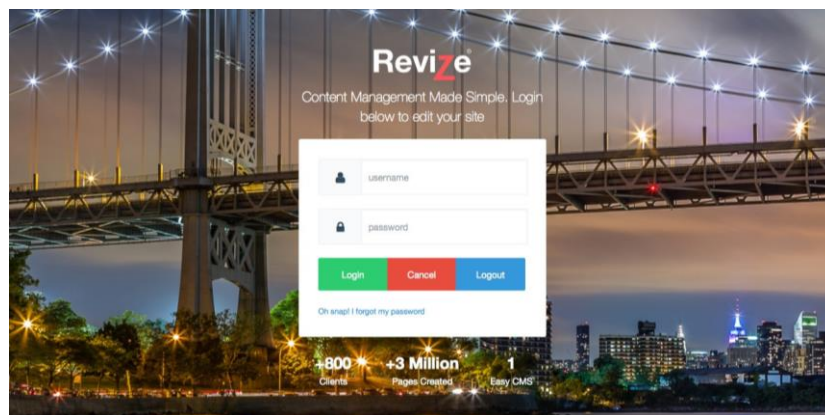 Revize®
Content Management Made Simple. Login
below to edit your site
username
password
Login Cancel Logout
Oh snap! I forgot my password
+800 +3 Million 1
Clients Pages Created Easy CMS